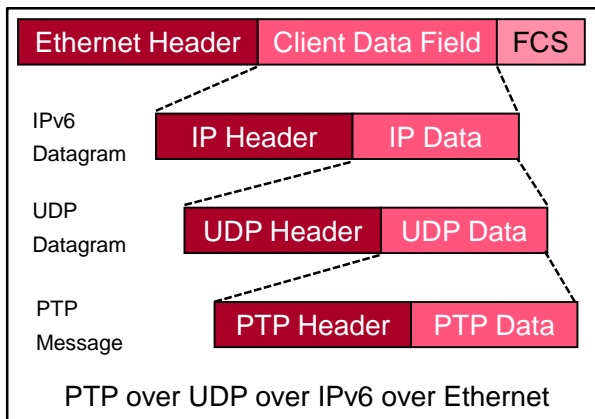 Ethernet Header Client Data Field FCS
IPv6
Datagram
IP Header IP Data
UDP
Datagram
UDP Header UDP Data
PTP
Message
PTP Header PTP Data
PTP over UDP over IPv6 over Ethernet